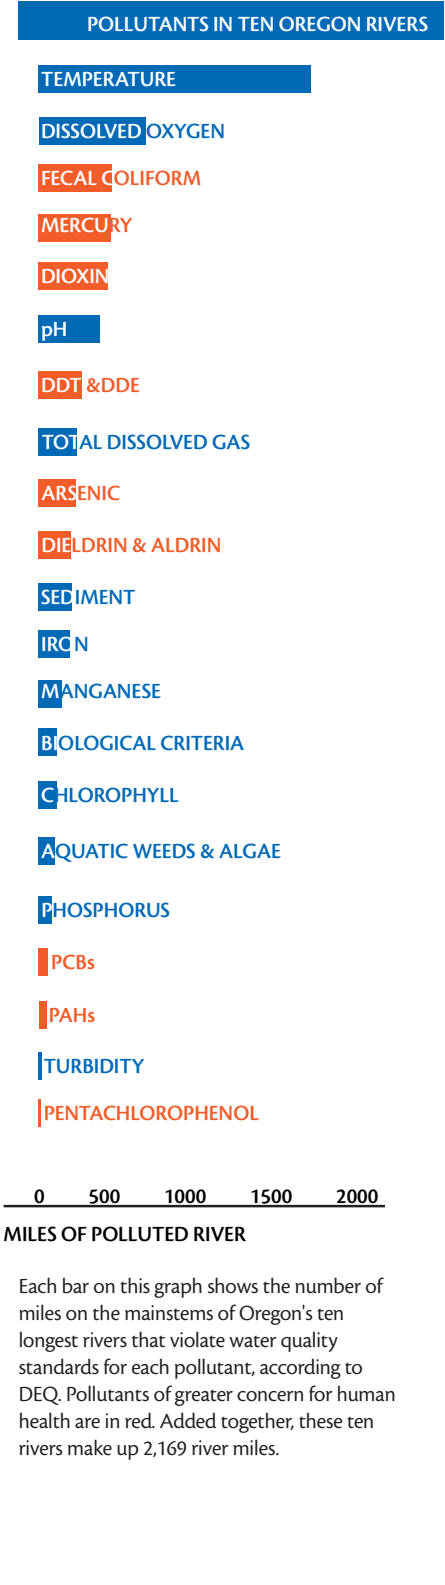 POLLUTANTS IN TEN OREGON RIVERS
TEMPERATURE
DISSOLVED OXYGEN
FECAL COLIFORM
MERCURY
DIOXIN
pH
DDT &DDE
TOTAL DISSOLVED GAS
ARSENIC
DIELDRIN & ALDRIN
SEDIMENT
IRON
MANGANESE
BIOLOGICAL CRITERIA
CHLOROPHYLL
AQUATIC WEEDS & ALGAE
PHOSPHORUS
PCBs
PAHs
TURBIDITY
PENTACHLOROPHENOL
0 500 1000 1500 2000
MILES OF POLLUTED RIVER
Each bar on this graph shows the number of
miles on the mainstems of Oregon's ten
longest rivers that violate water quality
standards for each pollutant, according to
DEQ. Pollutants of greater concern for human
health are in red. Added together, these ten
rivers make up 2,169 river miles.